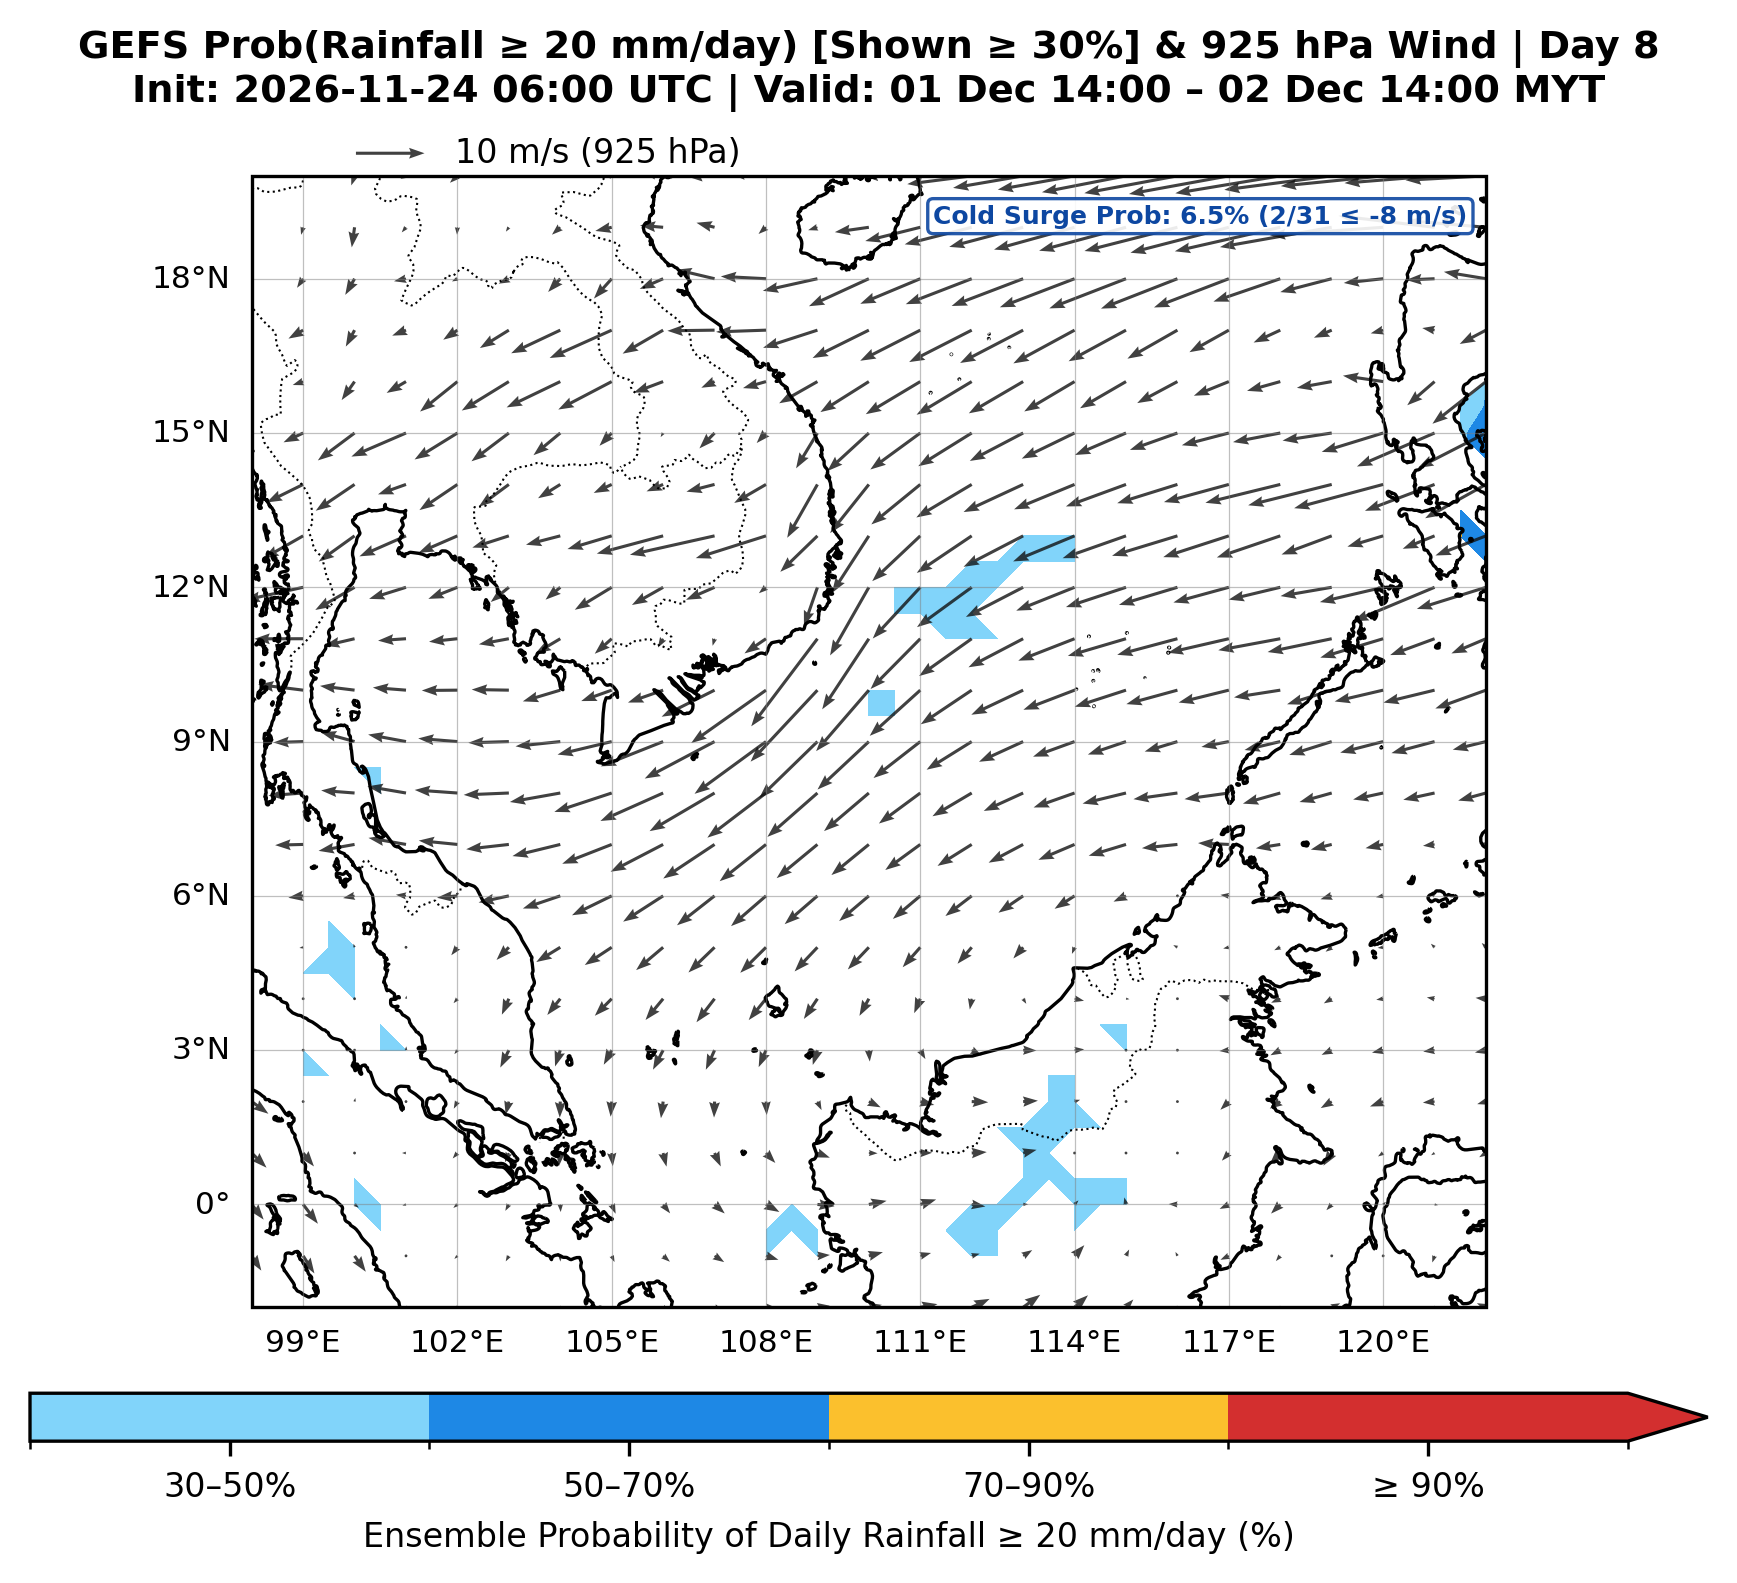 GEFS Prob(Rainfall ≥ 20 mm/day) [Shown ≥ 30%] & 925 hPa Wind | Day 8
Init: 2026-11-24 06:00 UTC | Valid: 01 Dec 14:00 – 02 Dec 14:00 MYT
10 m/s (925 hPa)
Cold Surge Prob: 6.5% (2/31 ≤ -8 m/s)
18°N
15°N
12°N
9°N
6°N
3°N
0°
99°E 102°E 105°E 108°E 111°E 114°E 117°E 120°E
30–50% 50–70% 70–90% ≥ 90%
Ensemble Probability of Daily Rainfall ≥ 20 mm/day (%)